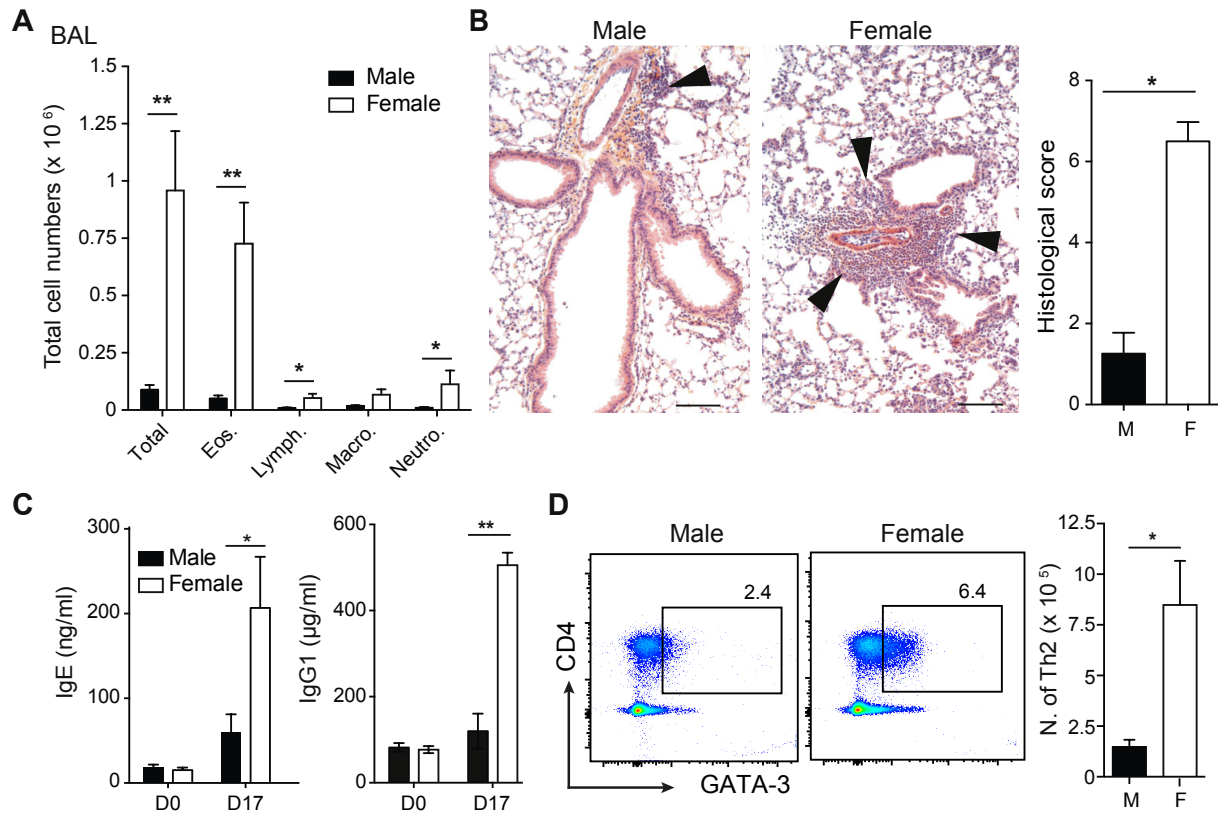 A
BAL
Total cell numbers (x 10 6)
1.5
1.25
1
0.75
0.5
0.25
0
Male
Female
**
**
*
*
Total
Eos.
Lymph.
Macro.
Neutro.
B
Male
Female
Histological score
8
6
4
2
0
*
M
F
C
IgE (ng/ml)
300
200
100
0
Male
Female
*
D0
D17
IgG1 (µg/ml)
600
400
200
0
**
D0
D17
D
Male
Female
2.4
6.4
CD4
GATA-3
N. of Th2 (x 10 5)
12.5
10
7.5
5
2.5
0
*
M
F